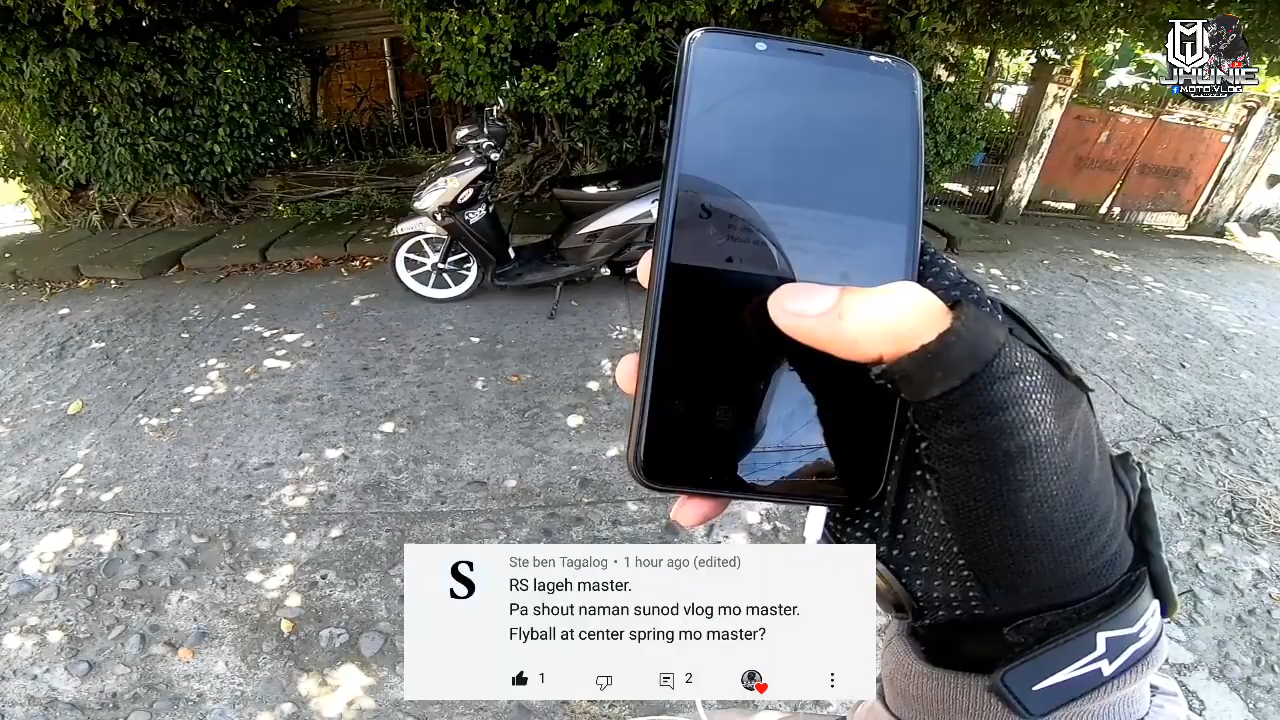 JHUNIE
MOTO.VLOG
S
Ste ben Tagalog • 1 hour ago (edited)
RS lageh master.
Pa shout naman sunod vlog mo master.
Flyball at center spring mo master?
1
2